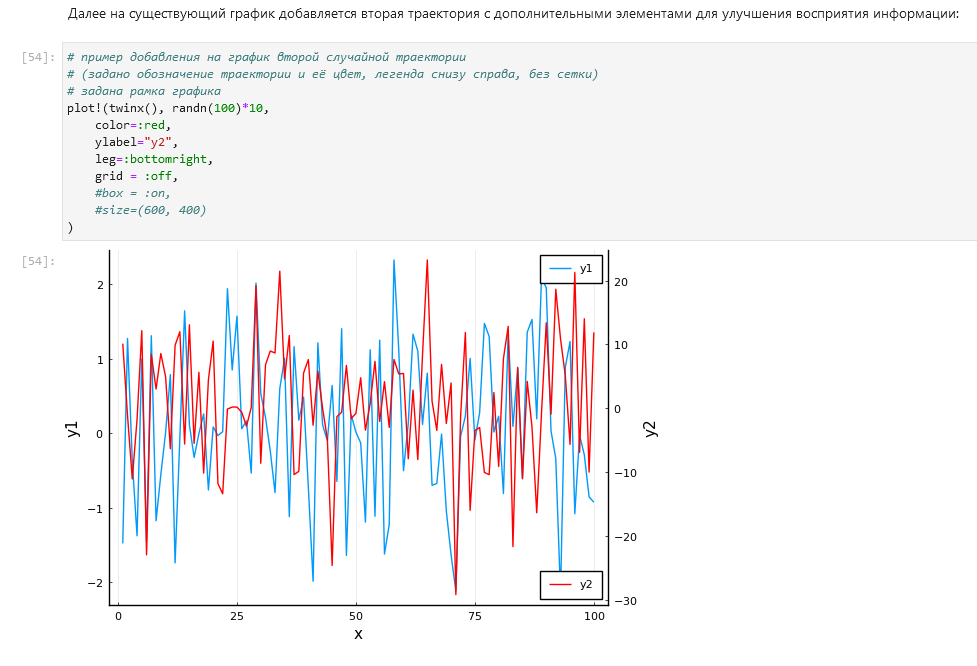 Далее на существующий график добавляется вторая траектория с дополнительными элементами для улучшения восприятия информации:
[54]:
# пример добавления на график второй случайной траектории
# (задано обозначение траектории и её цвет, легенда снизу справа, без сетки)
# задана рамка графика
plot!(twinx(), randn(100)*10,
    color=:red,
    ylabel="y2",
    leg=:bottomright,
    grid = :off,
    #box = :on,
    #size=(600, 400)
)
[54]:
y1
2
1
0
−1
−2
y1
20
10
0
−10
−20
−30
y2
y2
0
25
50
75
100
x